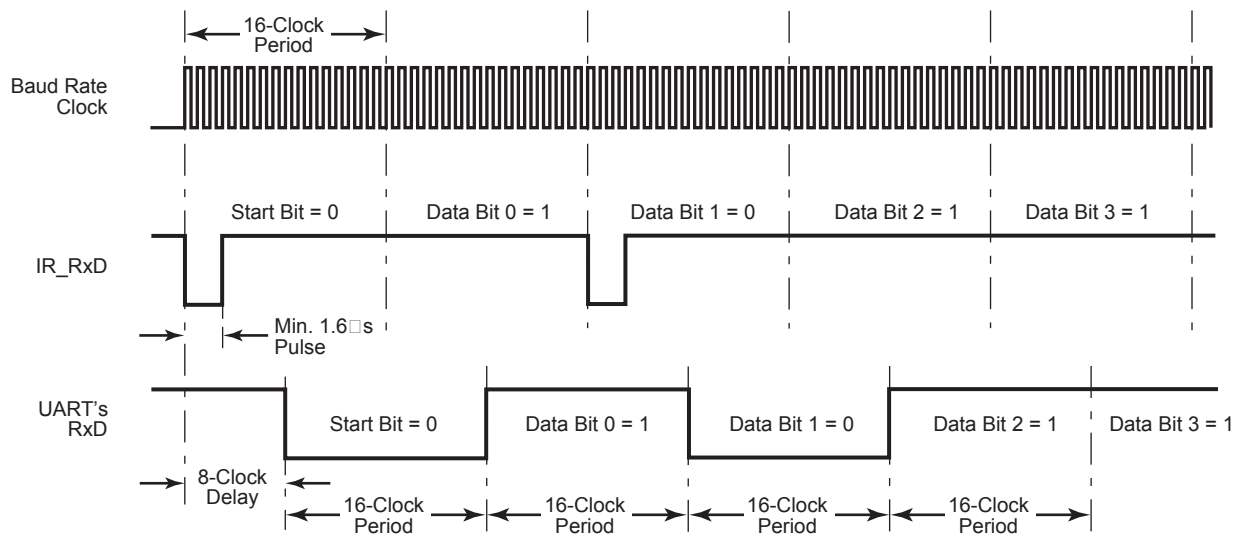 16-Clock
Period
Baud Rate
Clock
Start Bit = 0
Data Bit 0 = 1
Data Bit 1 = 0
Data Bit 2 = 1
Data Bit 3 = 1
IR_RxD
Min. 1.6□s
Pulse
UART's
RxD
Start Bit = 0
Data Bit 0 = 1
Data Bit 1 = 0
Data Bit 2 = 1
Data Bit 3 = 1
8-Clock
Delay
16-Clock
Period
16-Clock
Period
16-Clock
Period
16-Clock
Period